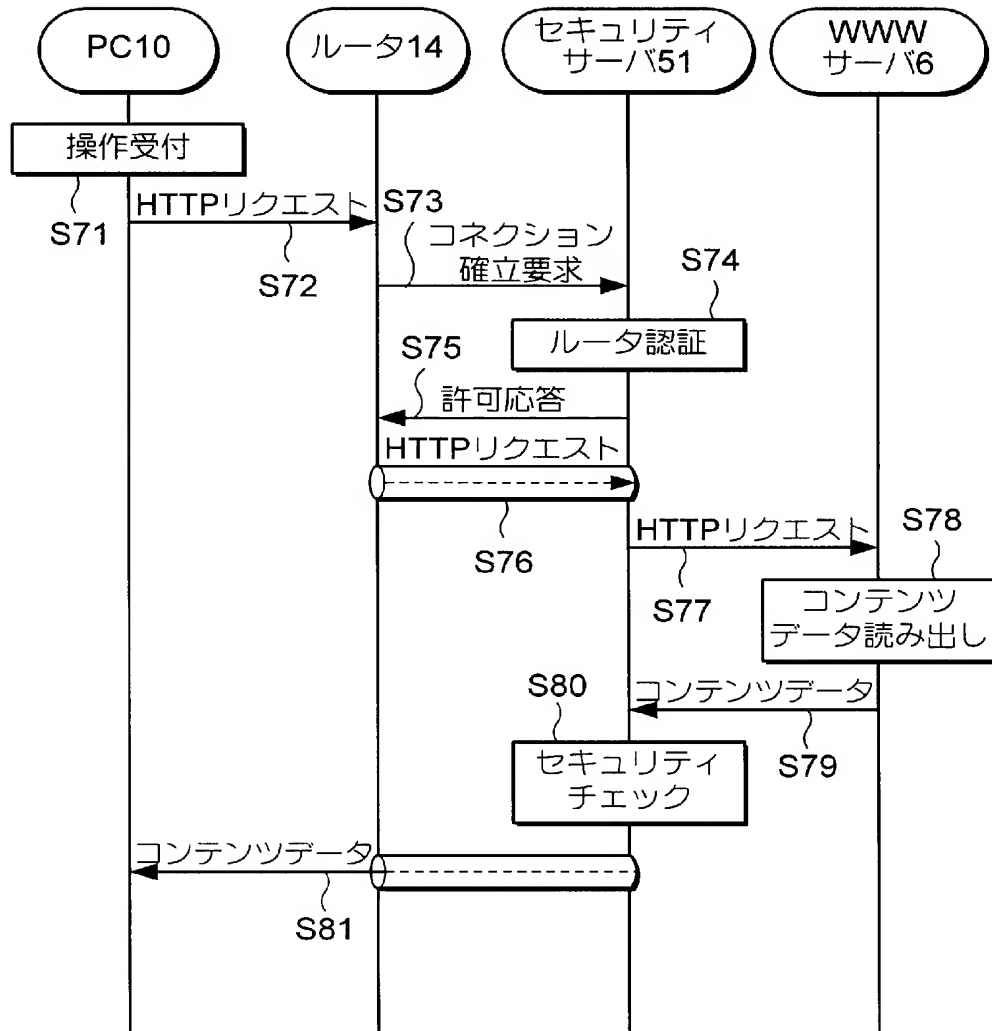 PC10
ルータ14
セキュリティ
サーバ51
WWW
サーバ6
操作受付
S71
HTTPリクエスト
S72
S73
コネクション
確立要求
S74
ルータ認証
S75
許可応答
HTTPリクエスト
S76
HTTPリクエスト
S77
S78
コンテンツ
データ読み出し
コンテンツデータ
S79
S80
セキュリティ
チェック
コンテンツデータ
S81